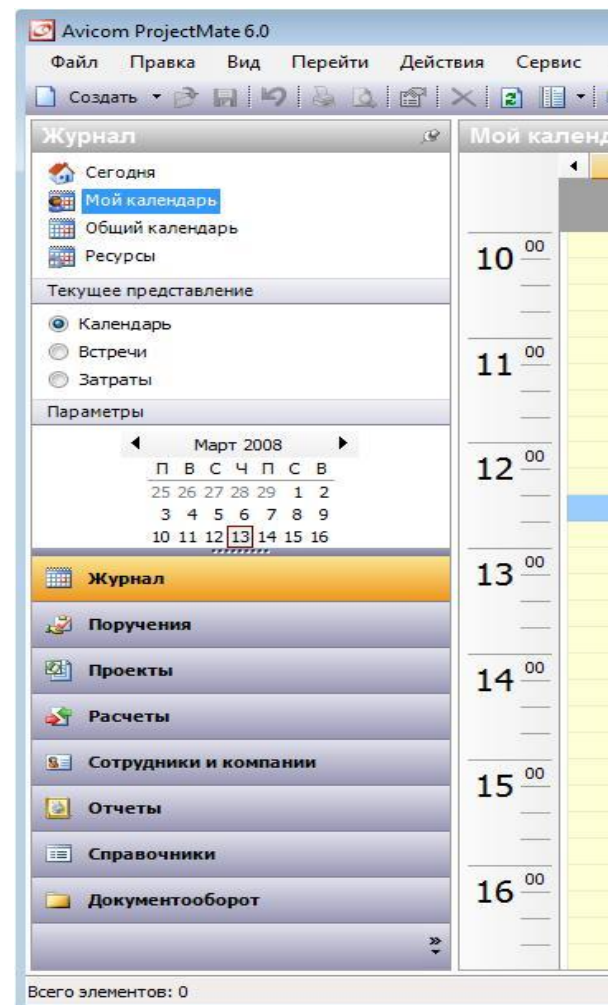 Avicom ProjectMate 6.0
Файл Правка Вид Перейти Действия Сервис
Создать
Журнал
Мой календ
Сегодня
Мой календарь
Общий календарь
Ресурсы
Текущее представление
Календарь
Встречи
Затраты
Параметры
Март 2008
П В С Ч П С В
25 26 27 28 29 1 2
3 4 5 6 7 8 9
10 11 12 13 14 15 16
Журнал
Поручения
Проекты
Расчеты
Сотрудники и компании
Отчеты
Справочники
Документооборот
10 00
11 00
12 00
13 00
14 00
15 00
16 00
Всего элементов: 0